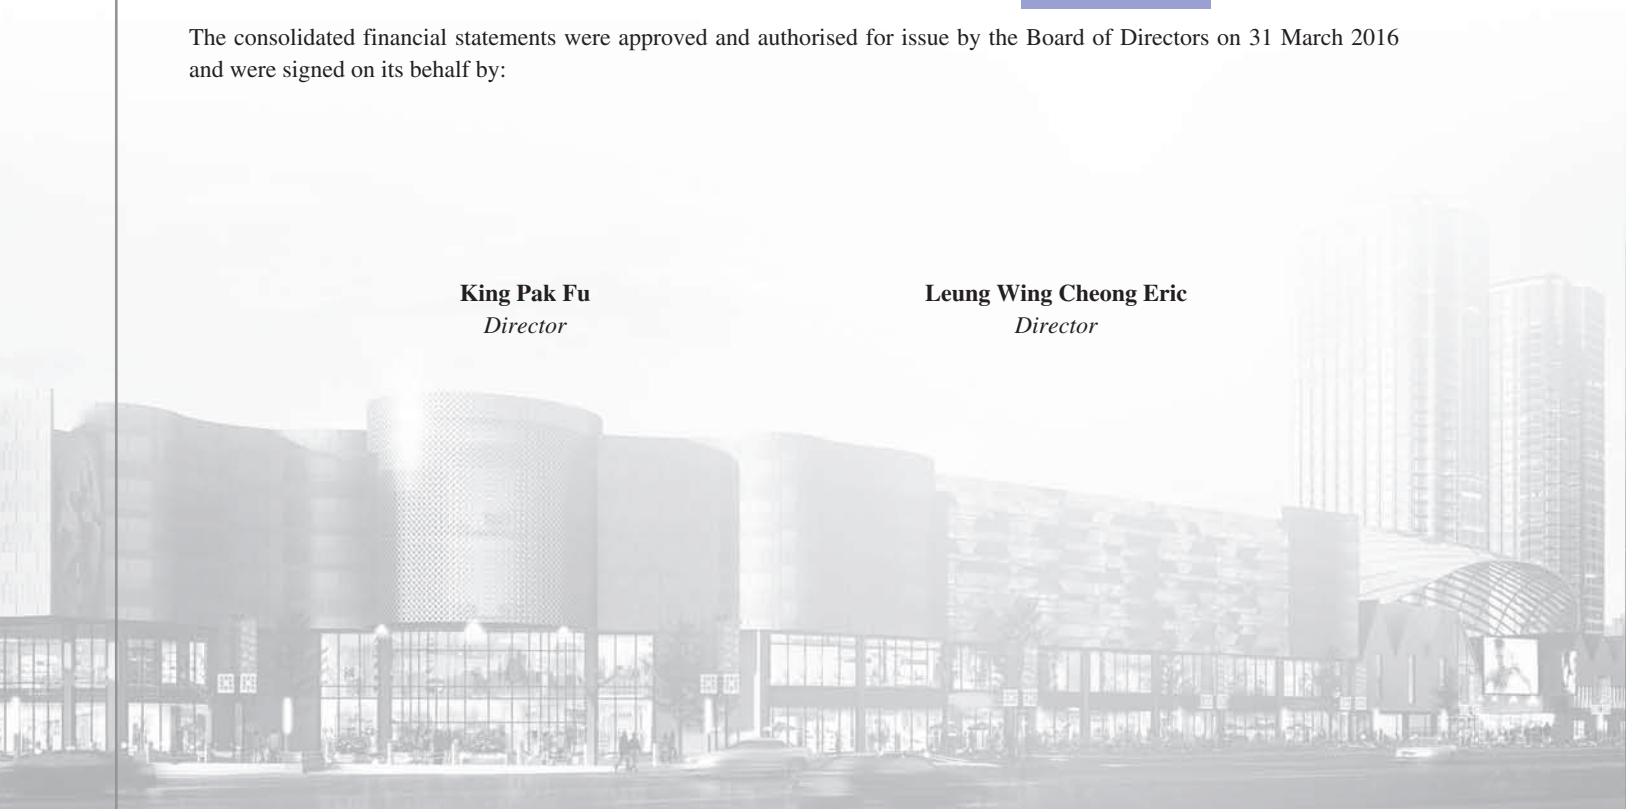 The consolidated financial statements were approved and authorised for issue by the Board of Directors on 31 March 2016
and were signed on its behalf by:
King Pak Fu
Director
Leung Wing Cheong Eric
Director